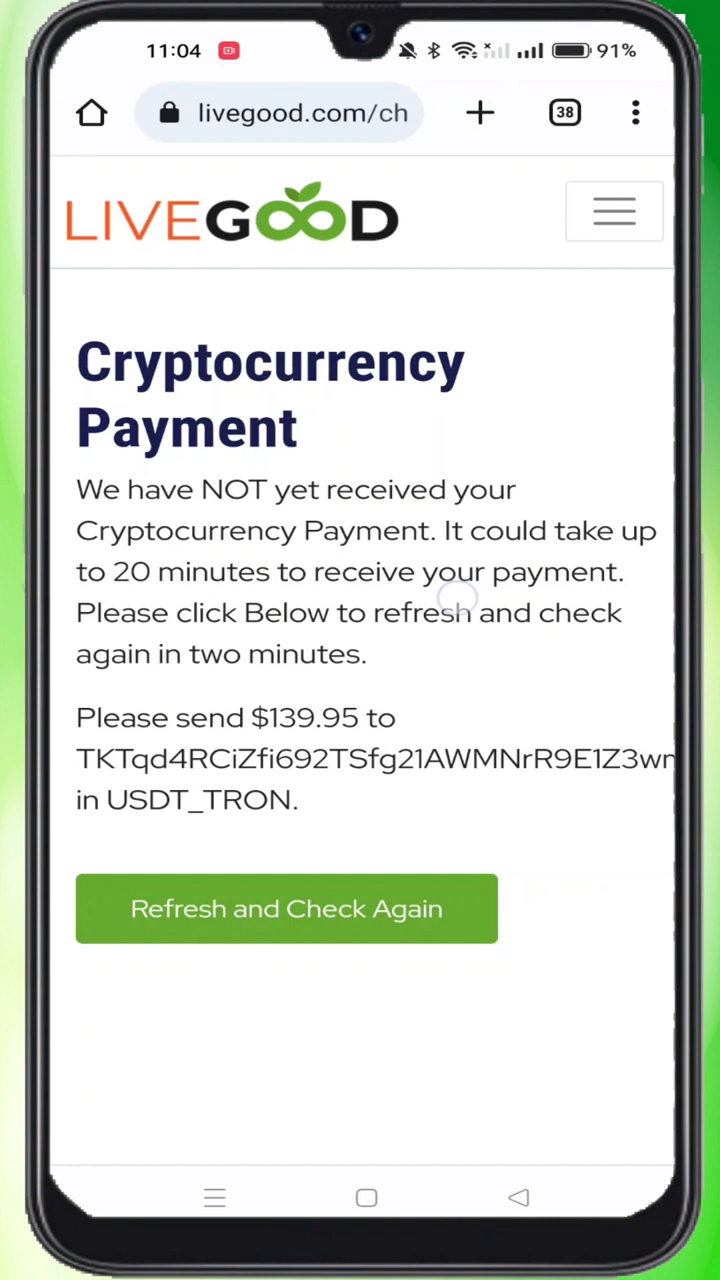 11:04 91%
livegood.com/ch 38
LIVEGOOD
Cryptocurrency
Payment
We have NOT yet received your
Cryptocurrency Payment. It could take up
to 20 minutes to receive your payment.
Please click Below to refresh and check
again in two minutes.
Please send $139.95 to
TKTqd4RCiZfi692TSfg21AWMNrR9E1Z3wr
in USDT_TRON.
Refresh and Check Again